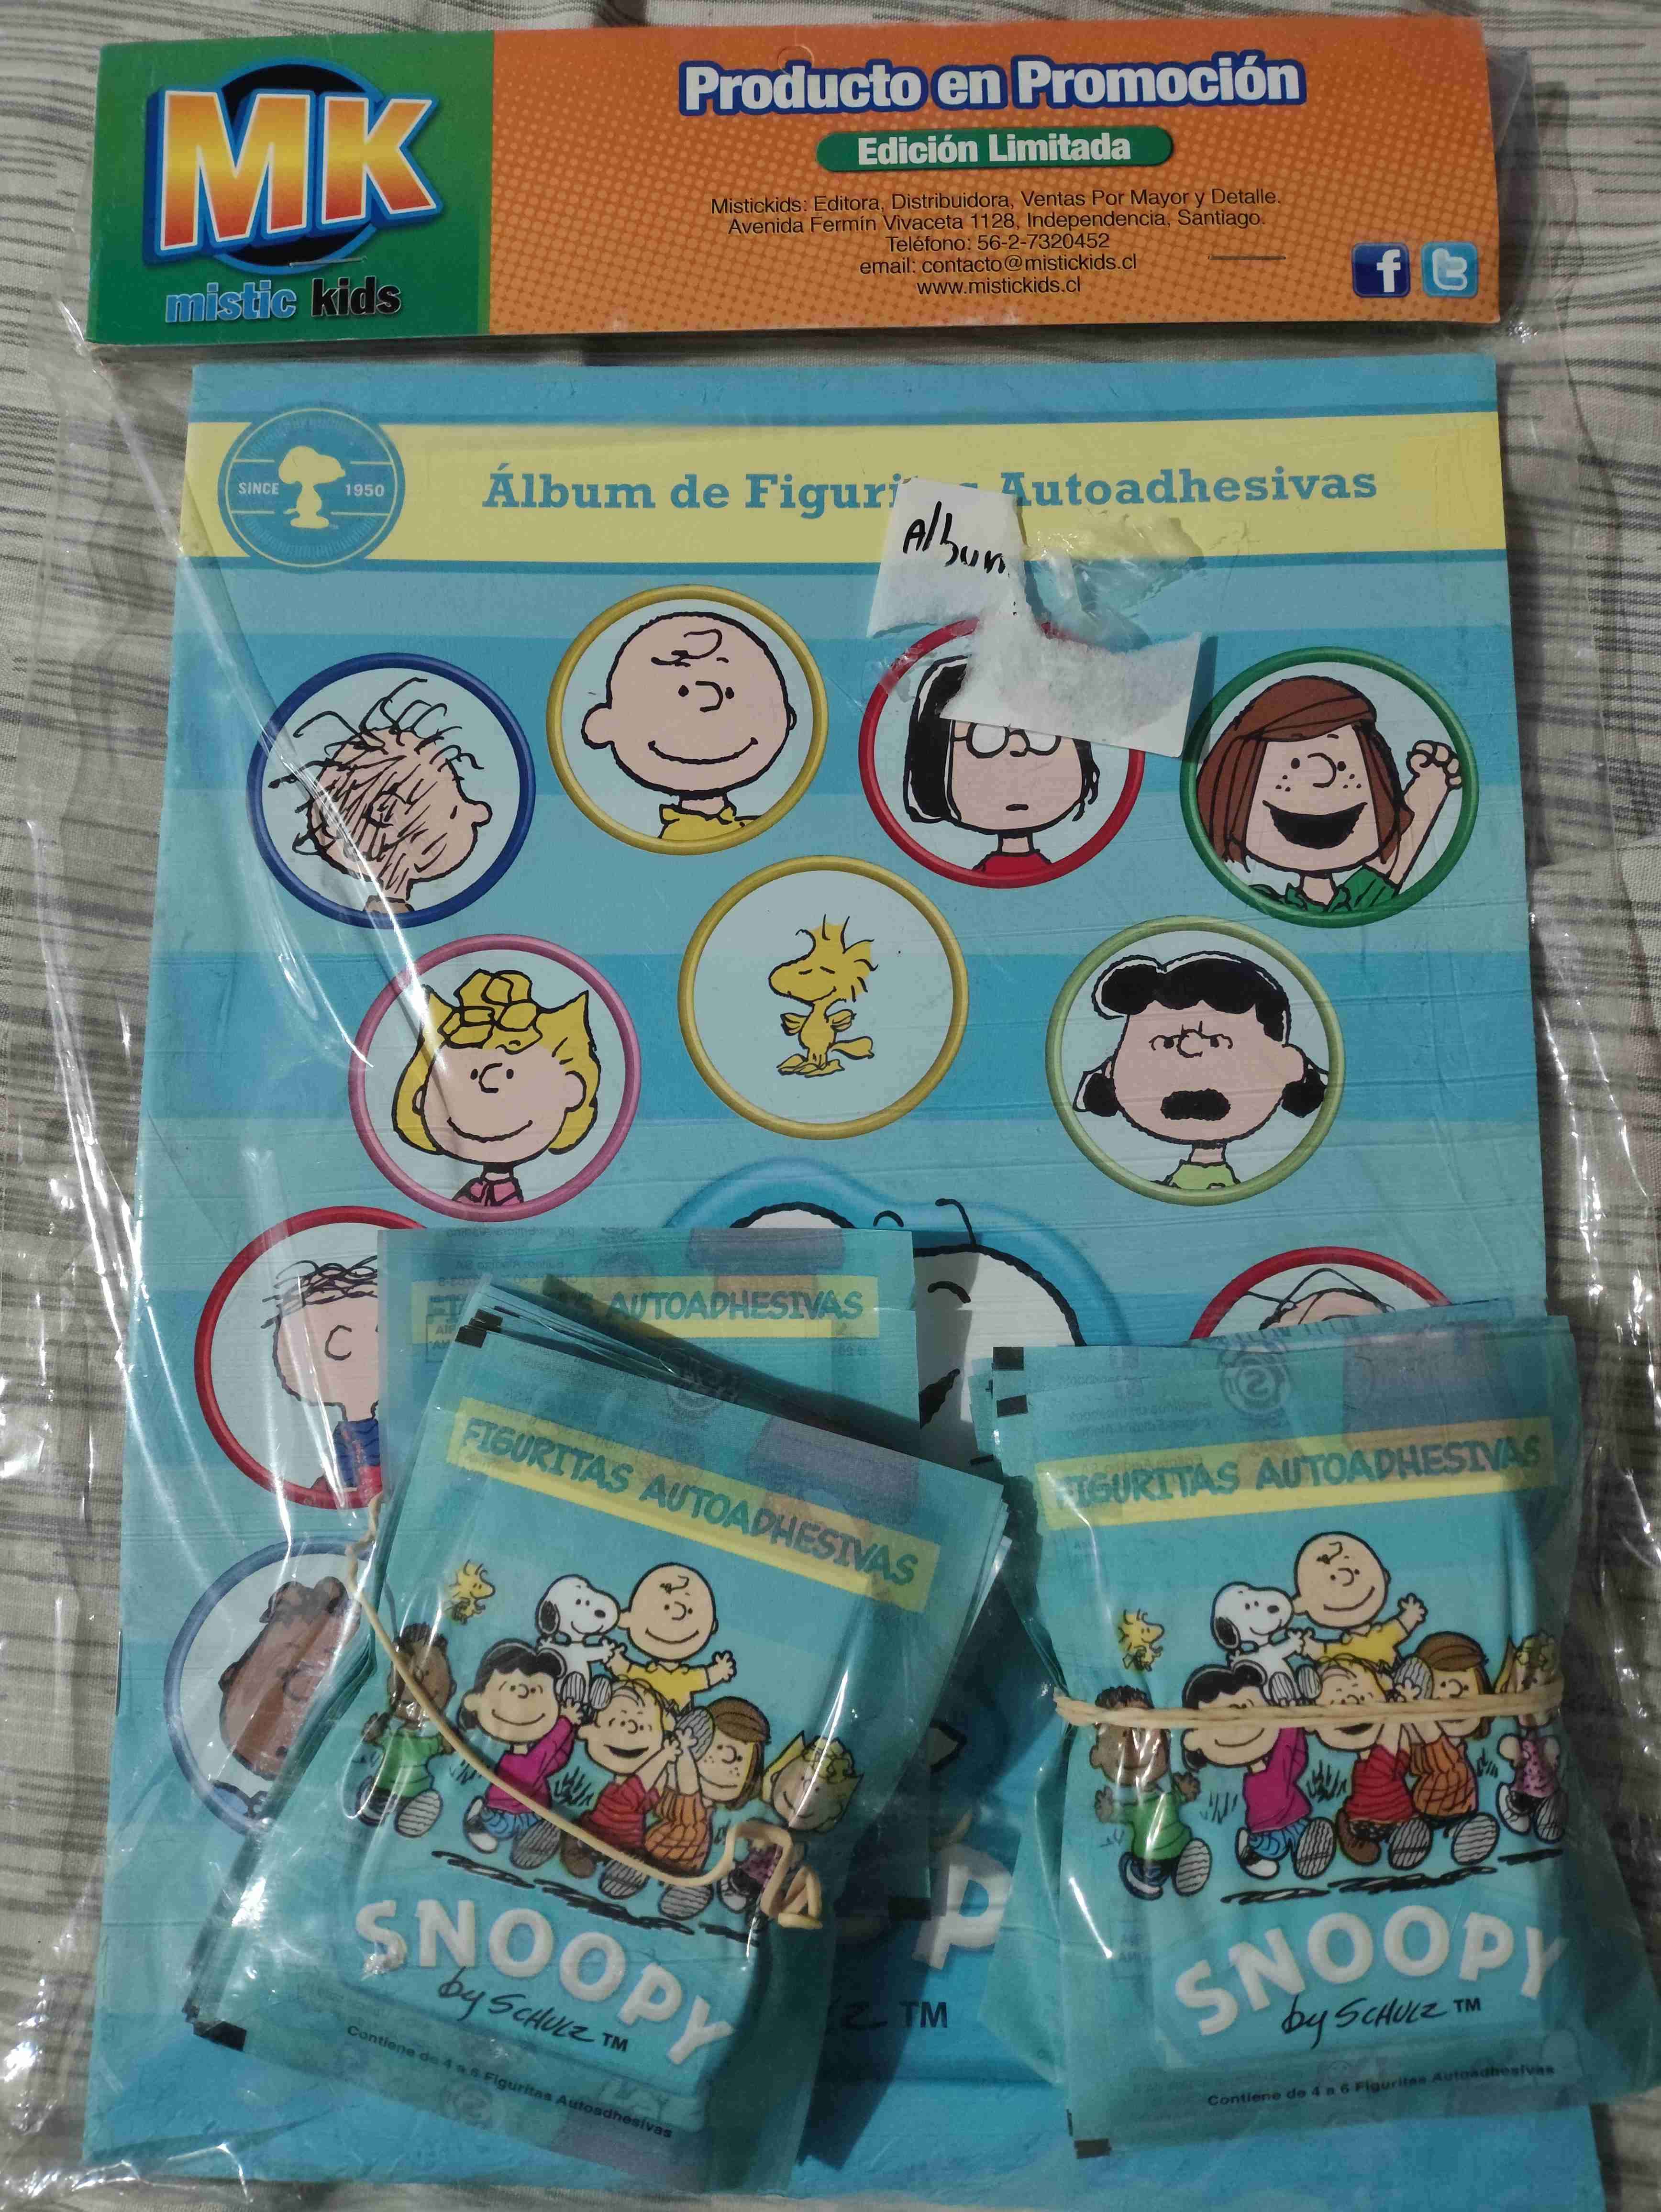 MK
mistic kids
Producto en Promoción
Edición Limitada
Mistickids: Editora, Distribuidora, Ventas Por Mayor y Detalle.
Avenida Fermín Vivaceta 1128, Independencia, Santiago.
Teléfono: 56-2-7320452
email: contacto@mistickids.cl
www.mistickids.cl
f t
SINCE 1950
Álbum de Autoadhesivas
Album
AUTOADHESIVAS
FIGURITAS AUTOADHESIVAS
SNOOPY
by SCHULZ TM
Contiene de 4 a 6 Figuritas Autoadhesivas
P
TM
FIGURITAS AUTOADHESIVAS
SNOOPY
by SCHULZ TM
Contiene de 4 a 6 Figuritas Autoadhesivas